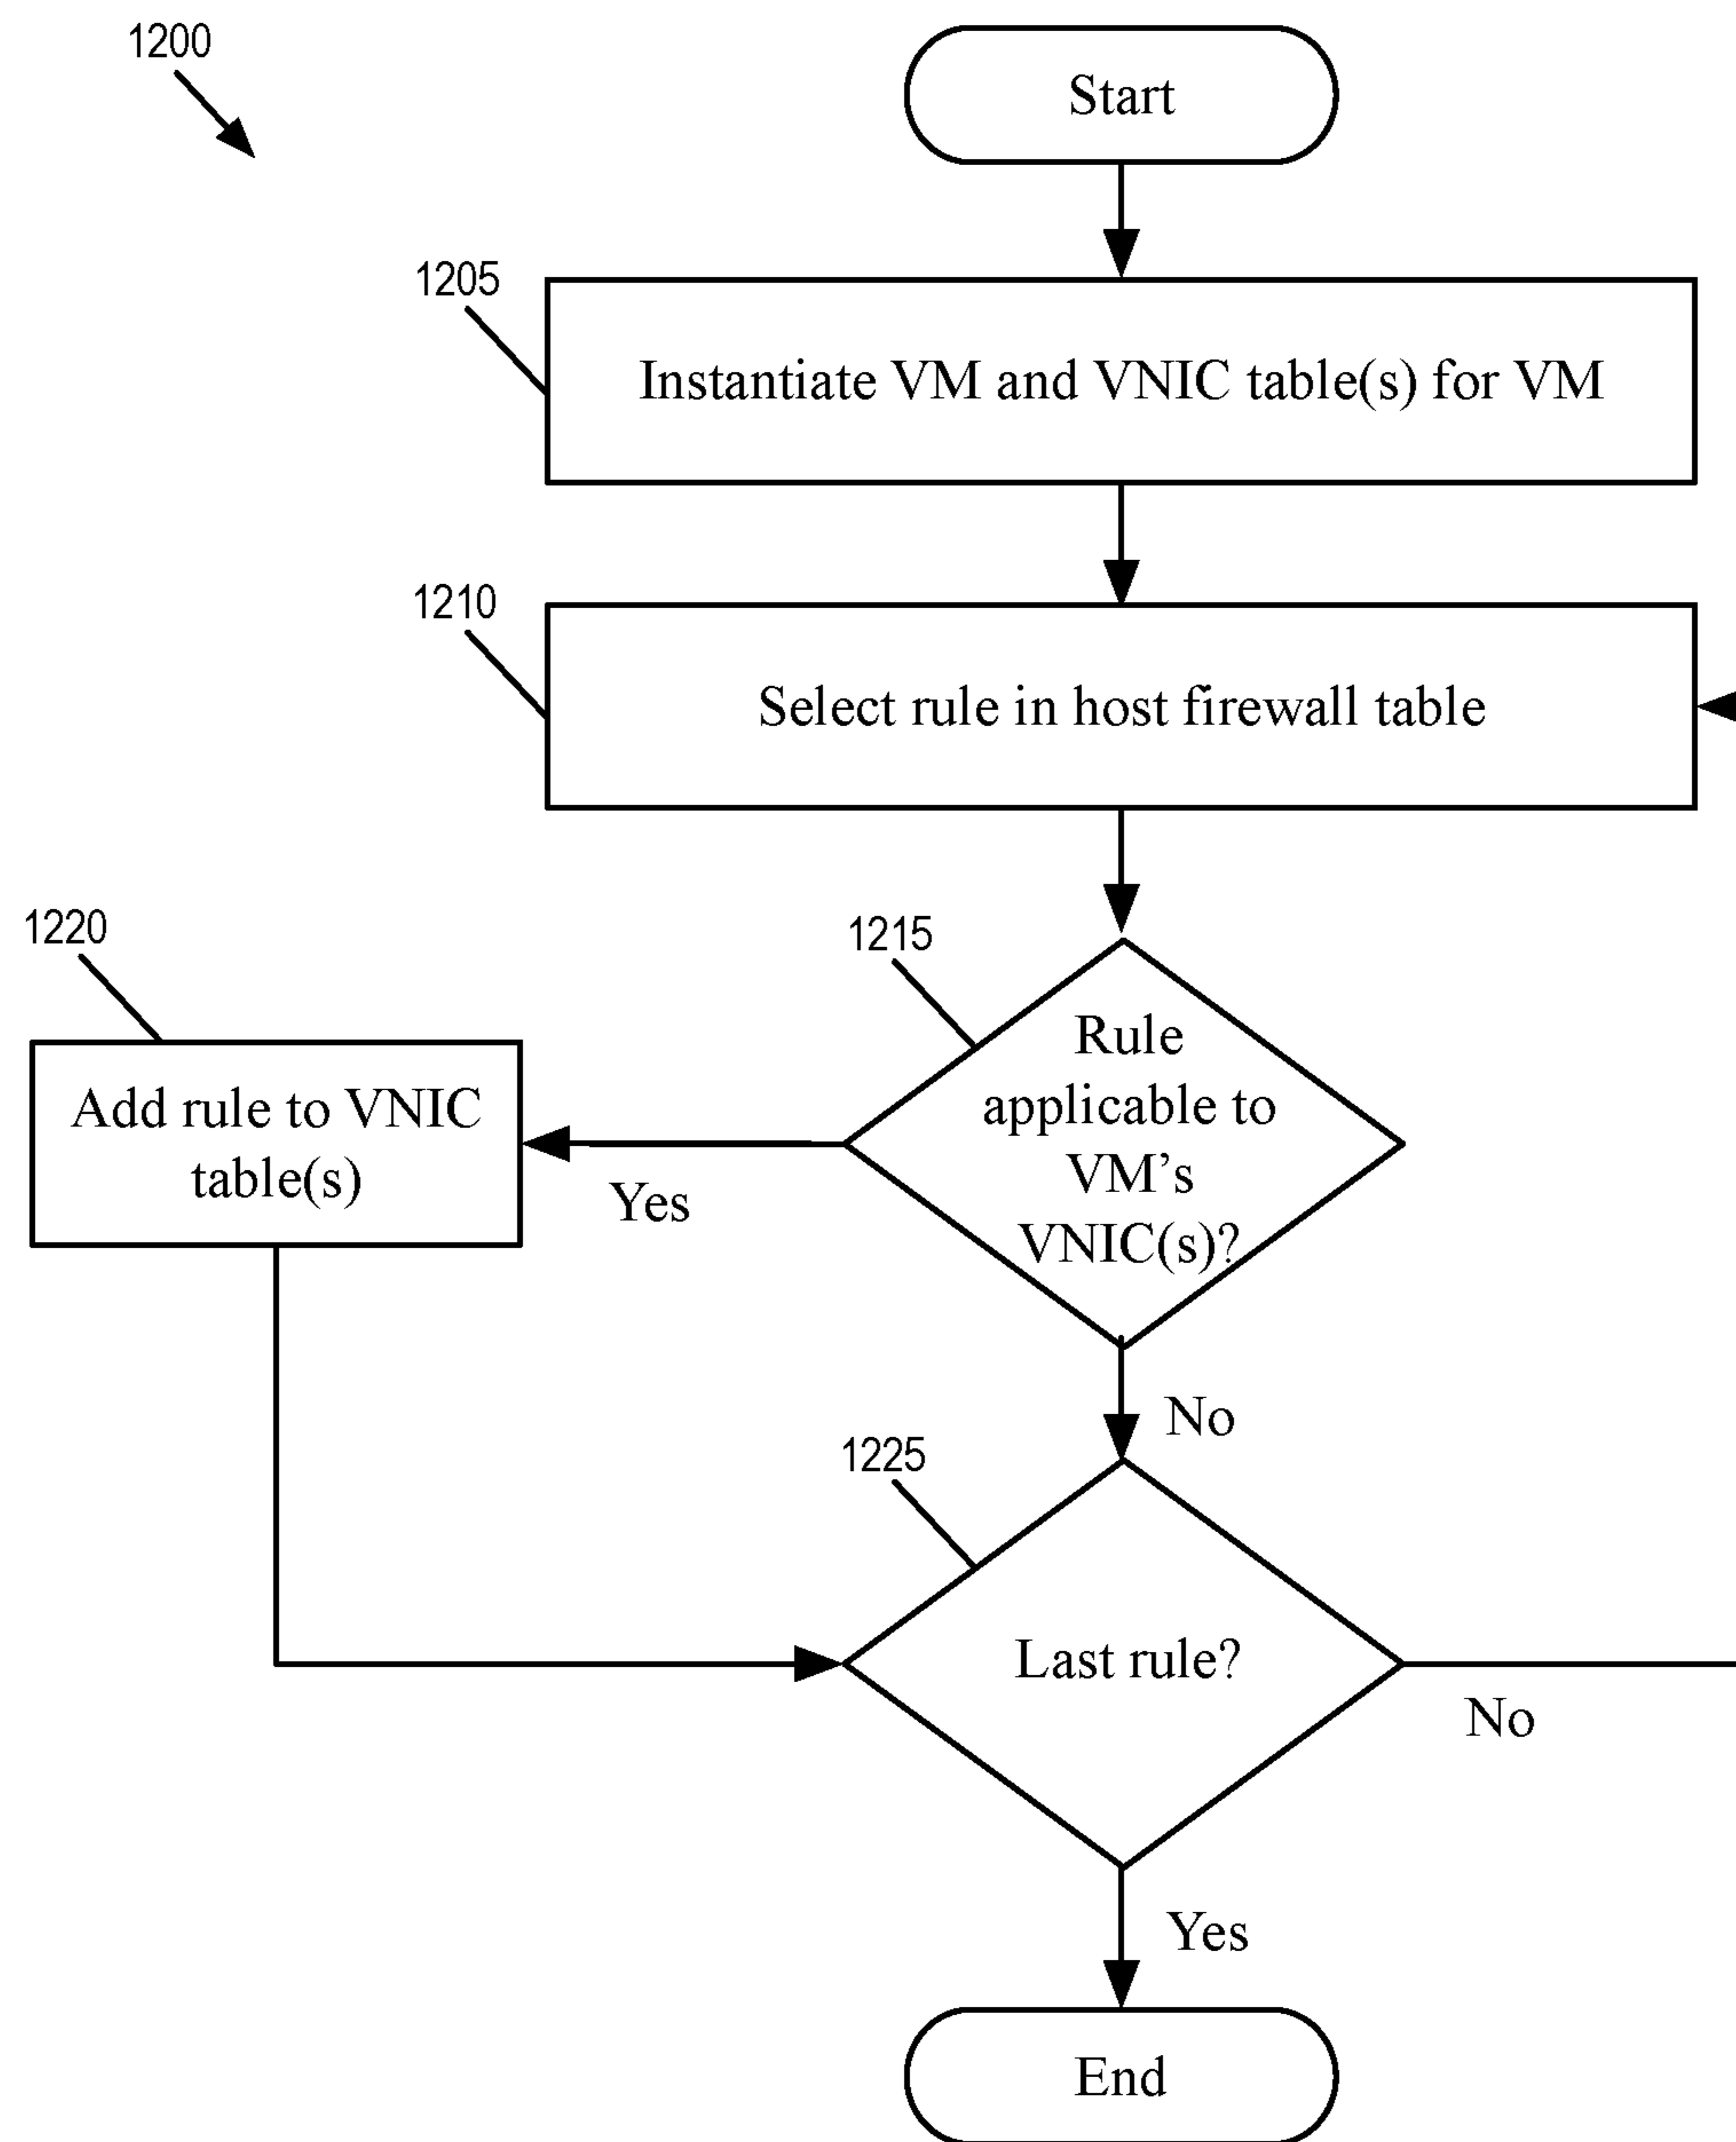 1200
Start
1205
Instantiate VM and VNIC table(s) for VM
1210
Select rule in host firewall table
1220
1215
Add rule to VNIC
table(s)
Yes
Rule
applicable to
VM’s
VNIC(s)?
No
1225
Last rule?
No
Yes
End